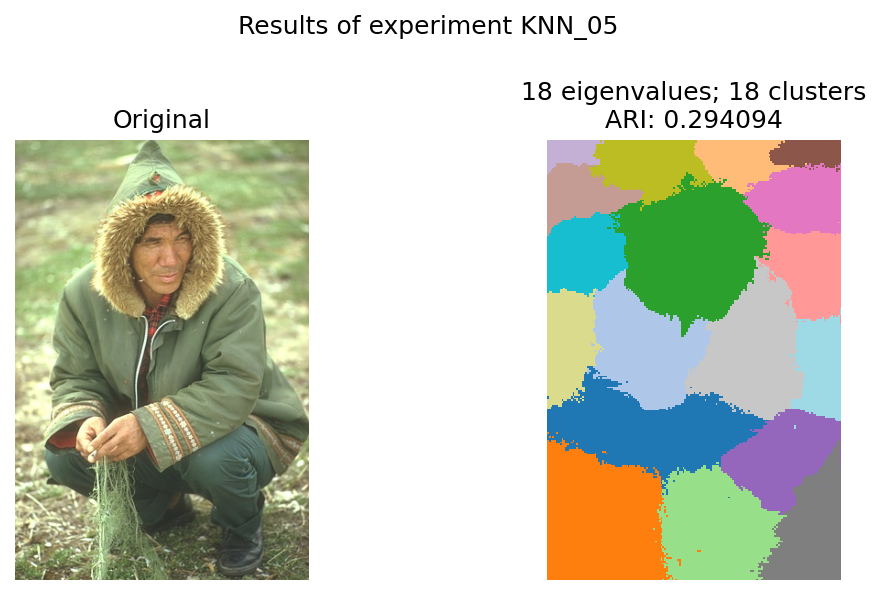 Results of experiment KNN_05
Original
18 eigenvalues; 18 clusters
ARI: 0.294094